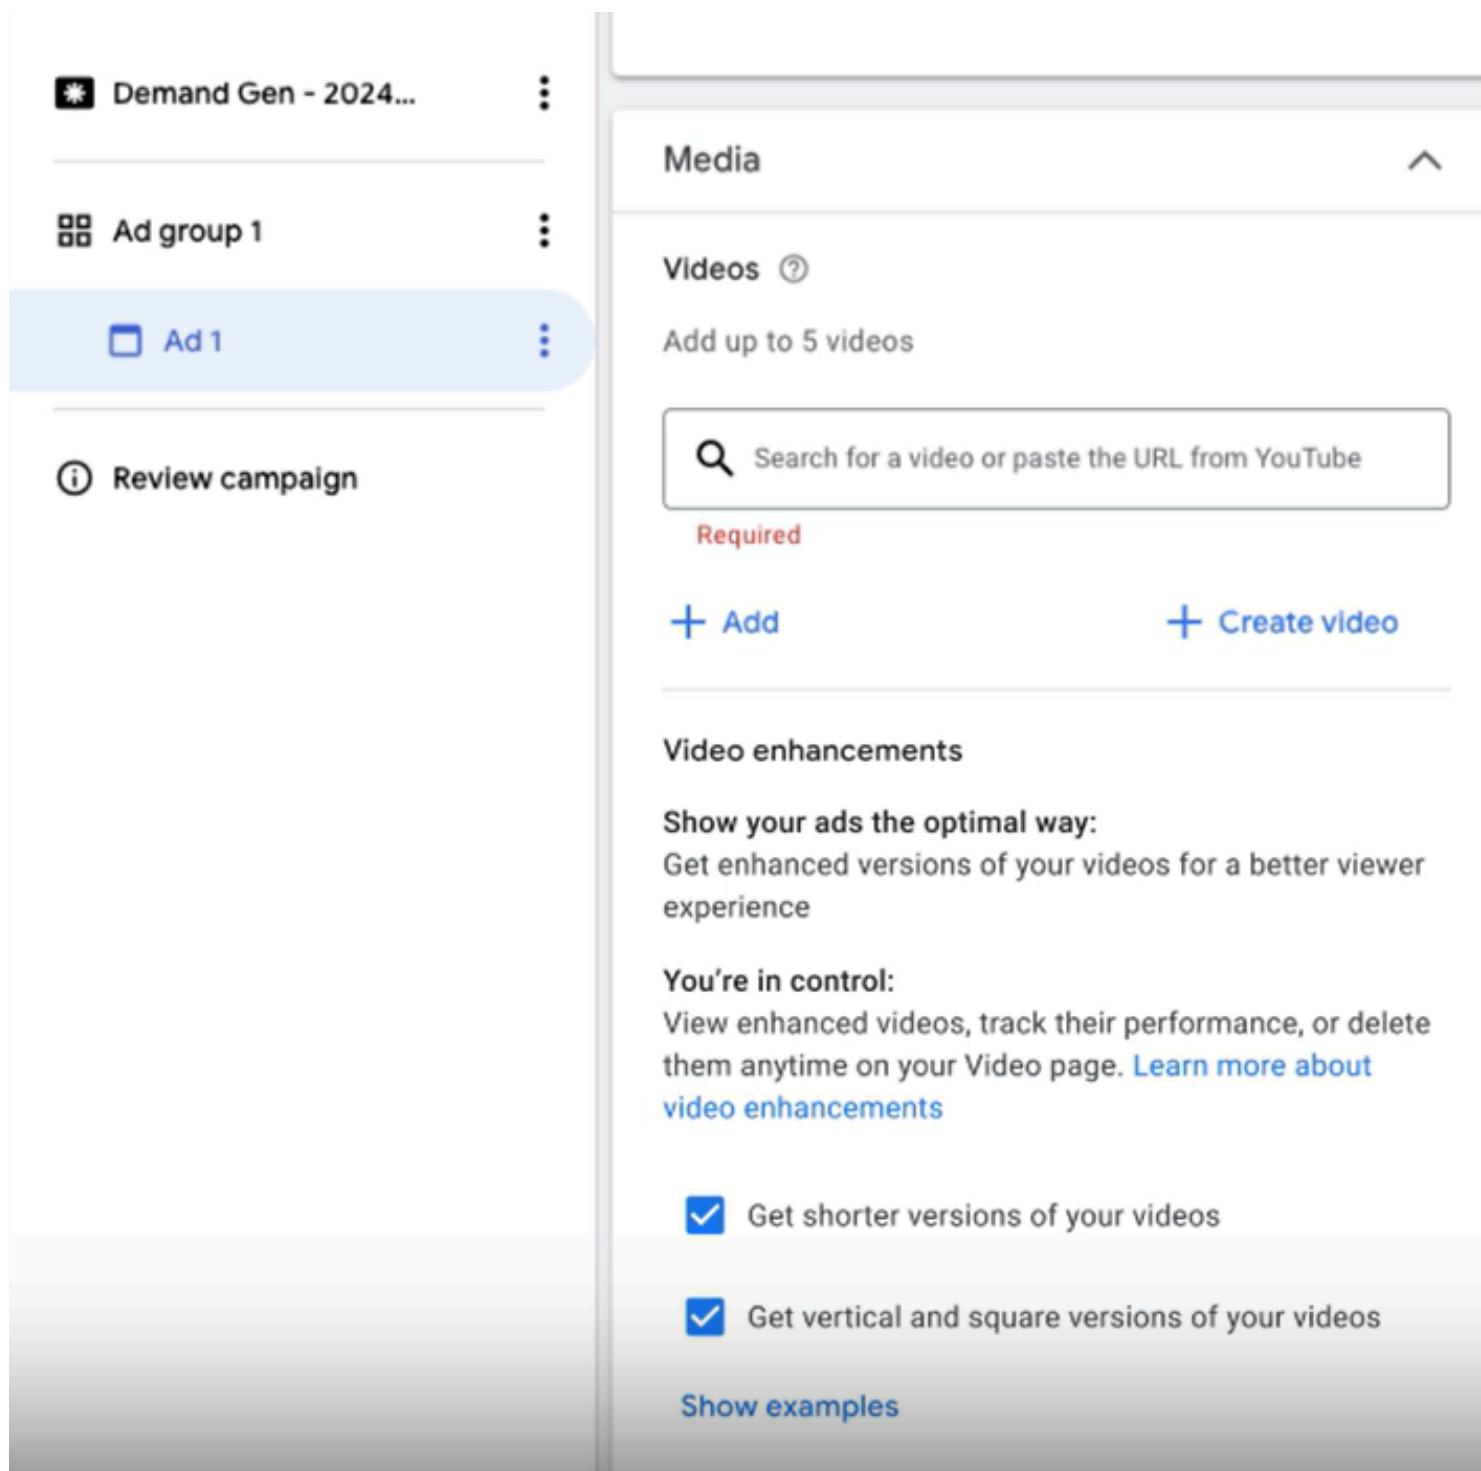 Demand Gen - 2024...
Ad group 1
Ad 1
Review campaign
Media
Videos
Add up to 5 videos
Search for a video or paste the URL from YouTube
Required
+ Add
+ Create video
Video enhancements
Show your ads the optimal way:
Get enhanced versions of your videos for a better viewer
experience
You're in control:
View enhanced videos, track their performance, or delete
them anytime on your Video page. Learn more about
video enhancements
Get shorter versions of your videos
Get vertical and square versions of your videos
Show examples